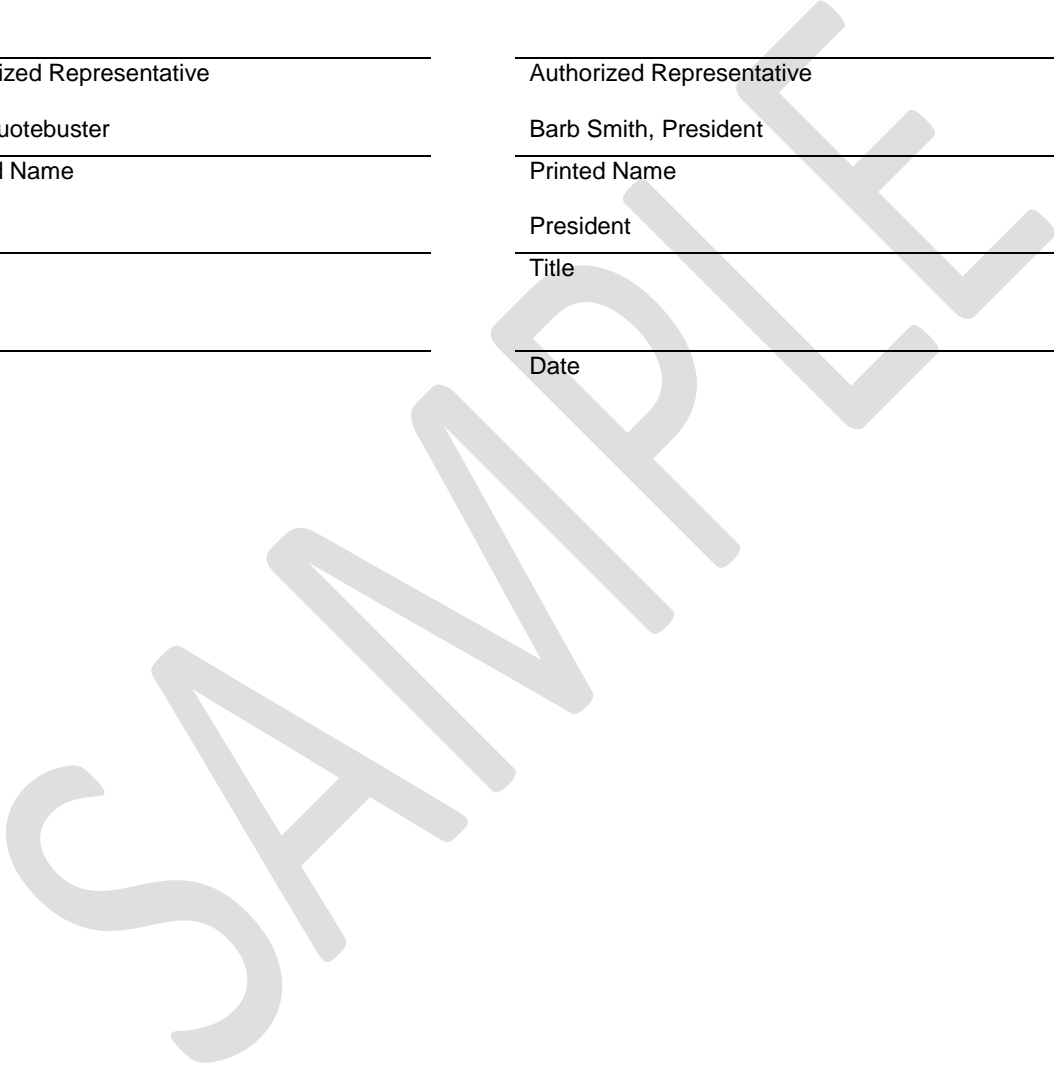 ized Representative
uotebuster
d Name
Authorized Representative
Barb Smith, President
Printed Name
President
Title
Date
SAMPLE